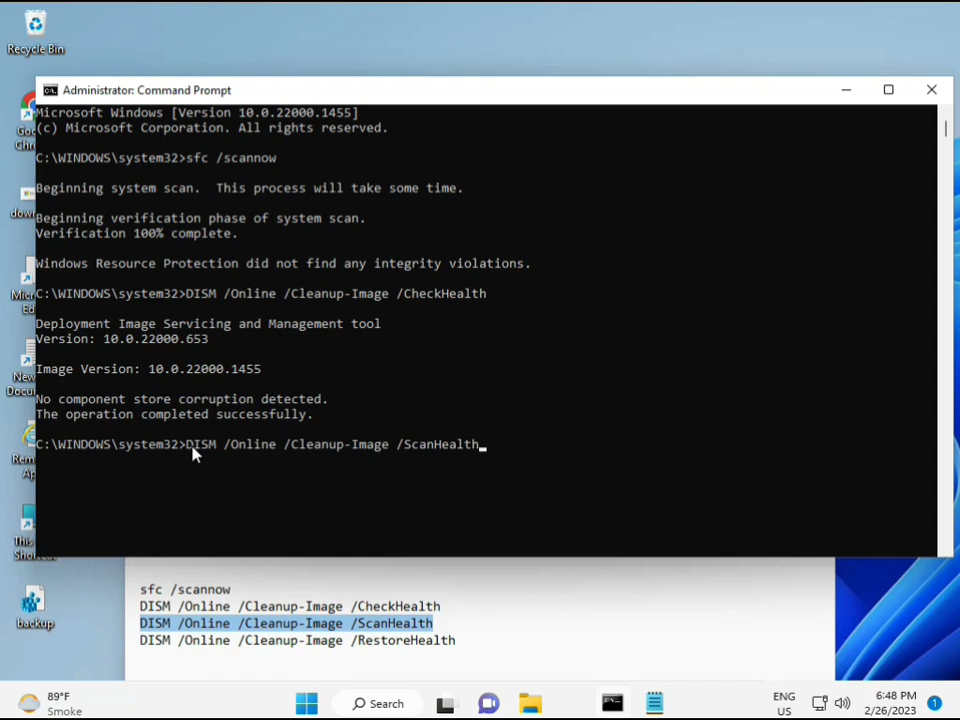 Recycle Bin
Administrator: Command Prompt
Microsoft Windows [Version 10.0.22000.1455]
(c) Microsoft Corporation. All rights reserved.
C:\WINDOWS\system32>sfc /scannow
Beginning system scan.  This process will take some time.
Beginning verification phase of system scan.
Verification 100% complete.
Windows Resource Protection did not find any integrity violations.
C:\WINDOWS\system32>DISM /Online /Cleanup-Image /CheckHealth
Deployment Image Servicing and Management tool
Version: 10.0.22000.653
Image Version: 10.0.22000.1455
No component store corruption detected.
The operation completed successfully.
C:\WINDOWS\system32>DISM /Online /Cleanup-Image /ScanHealth
backup
sfc /scannow
DISM /Online /Cleanup-Image /CheckHealth
DISM /Online /Cleanup-Image /ScanHealth
DISM /Online /Cleanup-Image /RestoreHealth
89°F
Smoke
Search
ENG
US
6:48 PM
2/26/2023
1